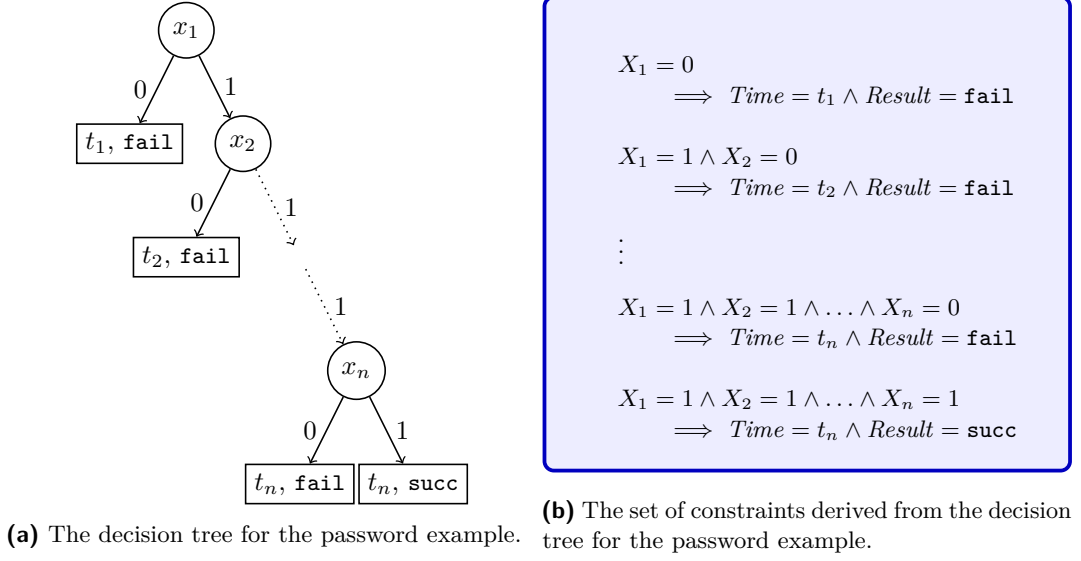 x₁
0
1
t₁, fail
x₂
0
1
t₂, fail
1
xₙ
0
1
tₙ, fail
tₙ, succ
(a) The decision tree for the password example.
X₁ = 0
⟹ Time = t₁ ∧ Result = fail
X₁ = 1 ∧ X₂ = 0
⟹ Time = t₂ ∧ Result = fail
⋮
X₁ = 1 ∧ X₂ = 1 ∧ … ∧ Xₙ = 0
⟹ Time = tₙ ∧ Result = fail
X₁ = 1 ∧ X₂ = 1 ∧ … ∧ Xₙ = 1
⟹ Time = tₙ ∧ Result = succ
(b) The set of constraints derived from the decision
tree for the password example.